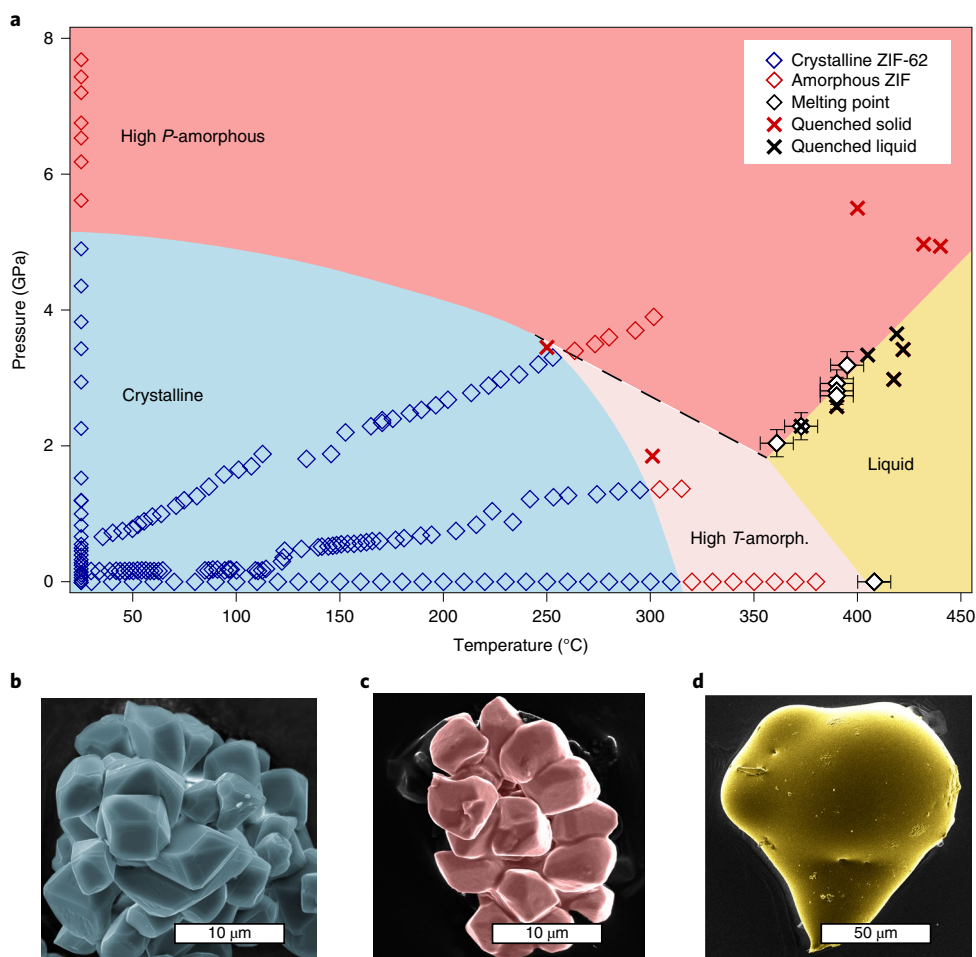 a
8
6
4
2
0
Pressure (GPa)
High P-amorphous
Crystalline
High T-amorph.
Liquid
Crystalline ZIF-62
Amorphous ZIF
Melting point
Quenched solid
Quenched liquid
50 100 150 200 250 300 350 400 450
Temperature (°C)
b c d
10 μm 10 μm 50 μm